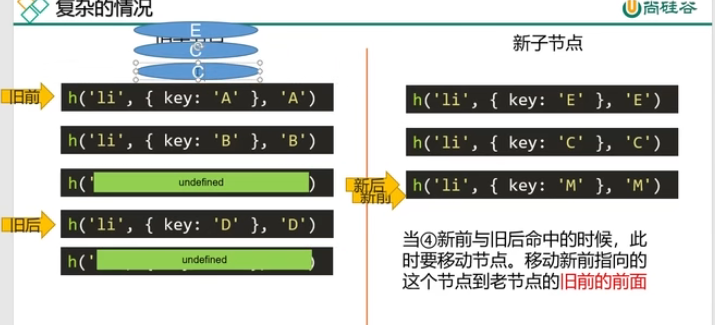 复杂的情况
尚硅谷
E
C
C
新子节点
旧前
h('li', { key: 'A' }, 'A')
h('li', { key: 'B' }, 'B')
h('
undefined
)
旧后
h('li', { key: 'D' }, 'D')
h('
undefined
)
h('li', { key: 'E' }, 'E')
h('li', { key: 'C' }, 'C')
新后
新前
h('li', { key: 'M' }, 'M')
当④新前与旧后命中的时候，此
时要移动节点。移动新前指向的
这个节点到老节点的旧前的前面